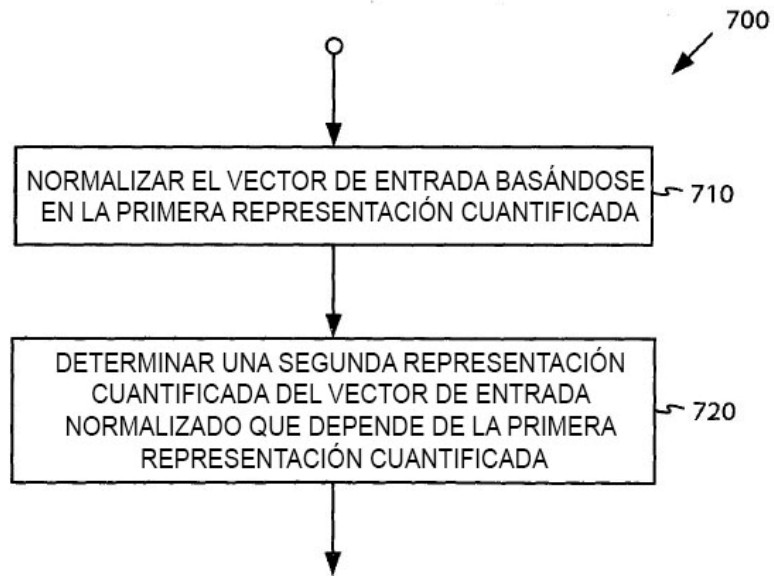 700
NORMALIZAR EL VECTOR DE ENTRADA BASÁNDOSE
EN LA PRIMERA REPRESENTACIÓN CUANTIFICADA
710
DETERMINAR UNA SEGUNDA REPRESENTACIÓN
CUANTIFICADA DEL VECTOR DE ENTRADA
NORMALIZADO QUE DEPENDE DE LA PRIMERA
REPRESENTACIÓN CUANTIFICADA
720